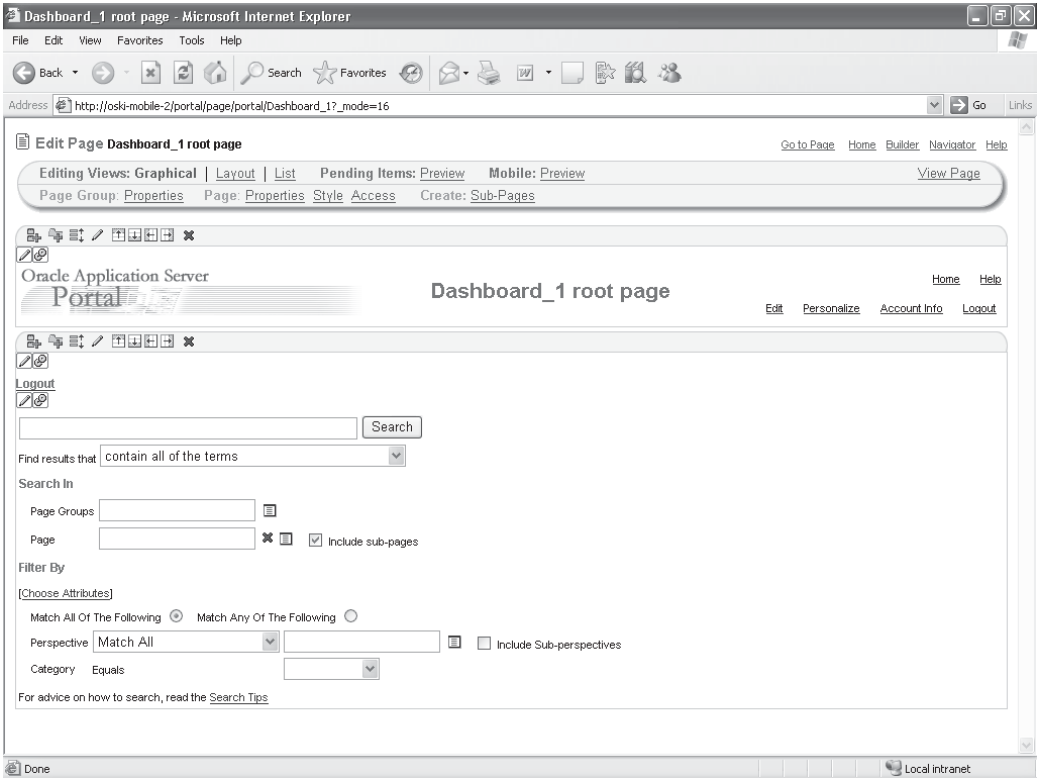 Dashboard_1 root page - Microsoft Internet Explorer
File Edit View Favorites Tools Help
Back Search Favorites
Address http://oski-mobile-2/portal/page/portal/Dashboard_1?_mode=16 Go Links
Edit Page Dashboard_1 root page Go to Page Home Builder Navigator Help
Editing Views: Graphical | Layout | List Pending Items: Preview Mobile: Preview View Page
Page Group: Properties Page: Properties Style Access Create: Sub-Pages
Oracle Application Server
Portal
Dashboard_1 root page
Home Help
Edit Personalize Account Info Logout
Logout
Search
Find results that contain all of the terms
Search In
Page Groups
Page Include sub-pages
Filter By
[Choose Attributes]
Match All Of The Following Match Any Of The Following
Perspective Match All Include Sub-perspectives
Category Equals
For advice on how to search, read the Search Tips
Done Local intranet